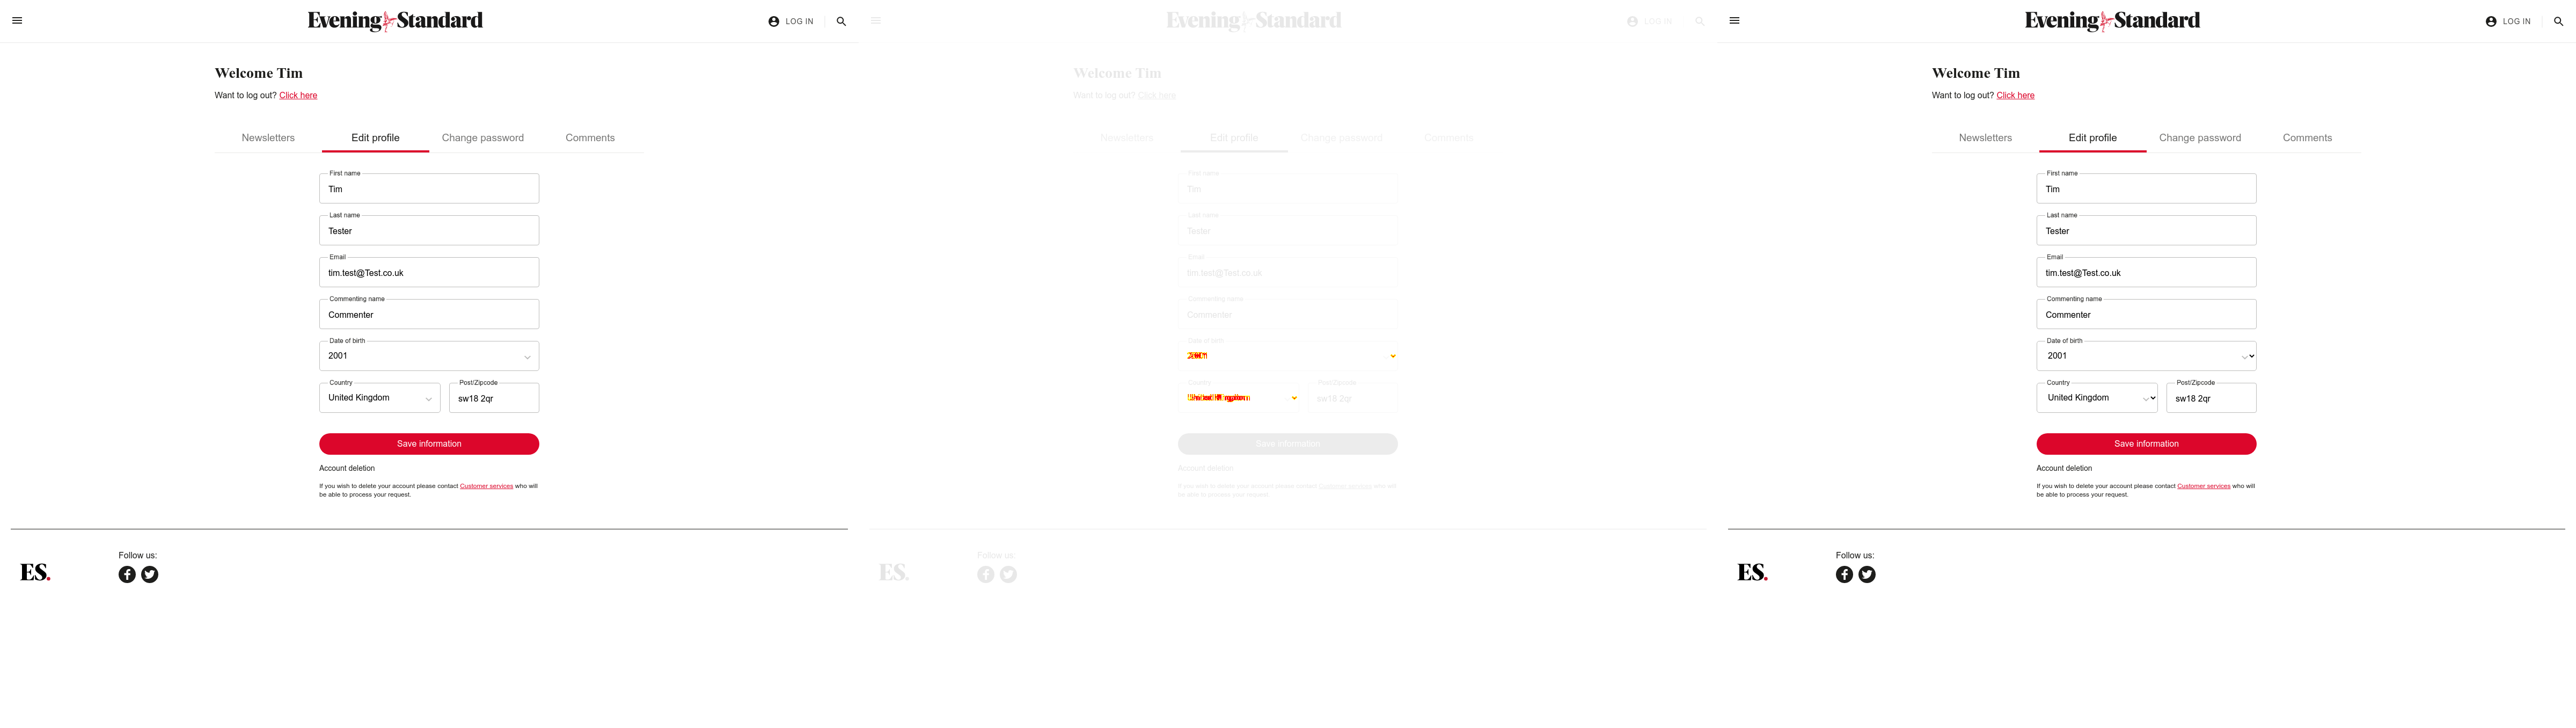 Evening Standard
LOG IN
Welcome Tim
Want to log out? Click here
Newsletters Edit profile Change password Comments
First name
Tim
Last name
Tester
Email
tim.test@Test.co.uk
Commenting name
Commenter
Date of birth
2001
Country Post/Zipcode
United Kingdom sw18 2qr
Save information
Account deletion
If you wish to delete your account please contact Customer services who will
be able to process your request.
Follow us:
ES.
Evening Standard
LOG IN
Welcome Tim
Want to log out? Click here
Newsletters Edit profile Change password Comments
First name
Tim
Last name
Tester
Email
tim.test@Test.co.uk
Commenting name
Commenter
Date of birth
Country Post/Zipcode
sw18 2qr
Save information
Account deletion
If you wish to delete your account please contact Customer services who will
be able to process your request.
Follow us:
ES.
Evening Standard
LOG IN
Welcome Tim
Want to log out? Click here
Newsletters Edit profile Change password Comments
First name
Tim
Last name
Tester
Email
tim.test@Test.co.uk
Commenting name
Commenter
Date of birth
2001
Country Post/Zipcode
United Kingdom sw18 2qr
Save information
Account deletion
If you wish to delete your account please contact Customer services who will
be able to process your request.
Follow us:
ES.